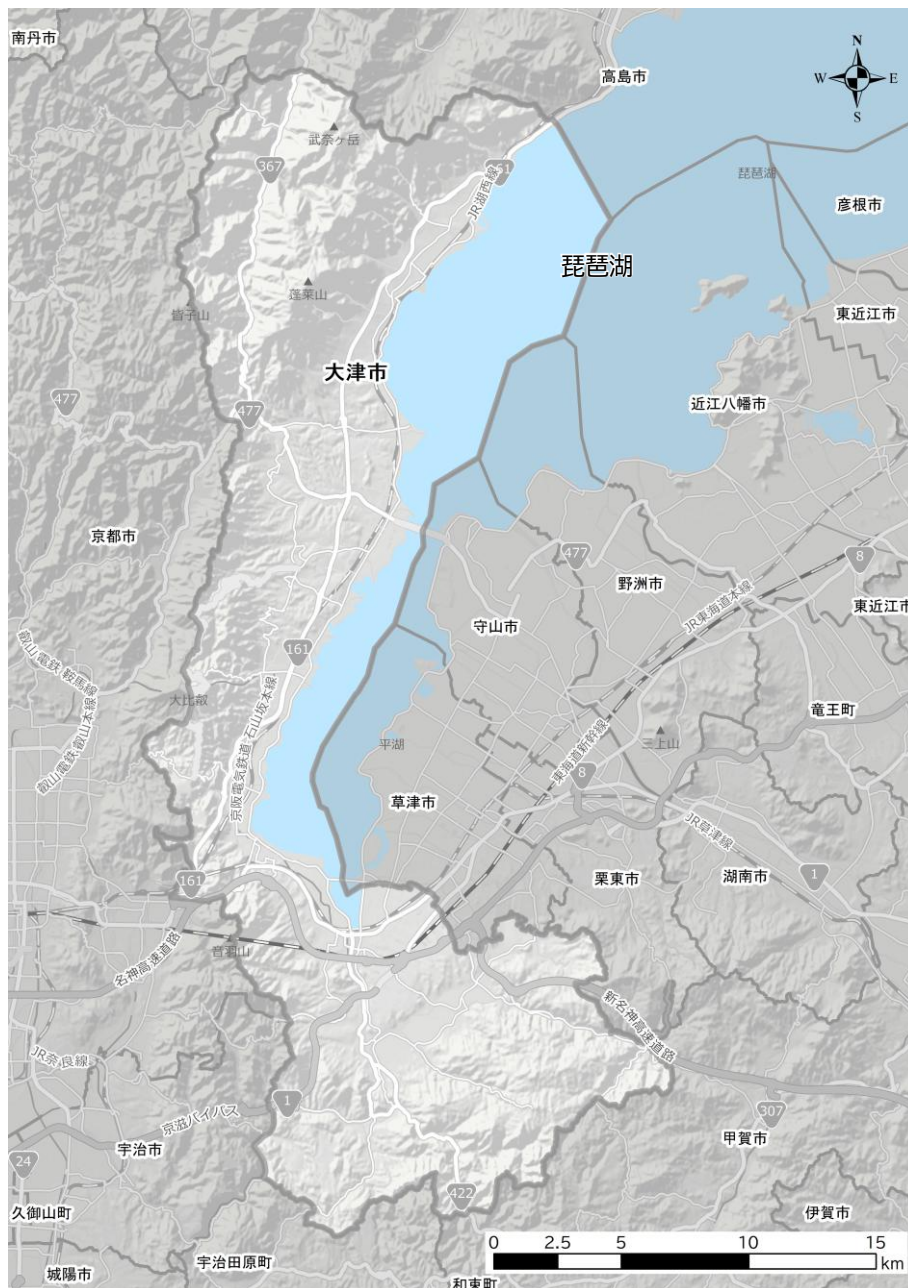 南丹市
高島市
N
W
E
S
武奈ヶ岳
367
161
JR湖西線
琵琶湖
彦根市
琵琶湖
蓬莱山
皆子山
東近江市
大津市
477
477
近江八幡市
京都市
477
8
野洲市
JR東海道本線
東近江市
守山市
161
叡山電鉄 鞍馬線
叡山電鉄 叡山本線
大比叡
京阪電気鉄道 石山坂本線
竜王町
平湖
三上山
東海道新幹線
8
草津市
JR草津線
161
栗東市
湖南市
1
名神高速道路
音羽山
新名神高速道路
JR奈良線
1
京滋バイパス
307
宇治市
甲賀市
24
422
久御山町
伊賀市
0
2.5
5
10
15
km
宇治田原町
城陽市
和束町